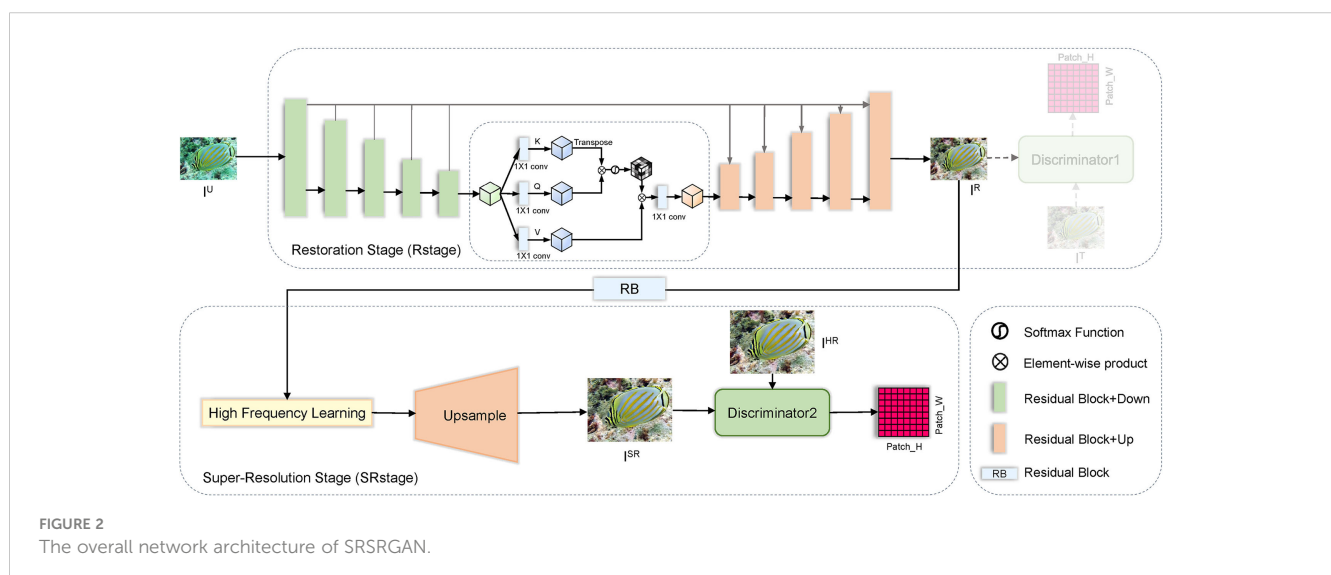 Patch_H
Patch_W
K
Transpose
1X1 conv
Q
1X1 conv
1X1 conv
V
1X1 conv
I^U
I^R
Discriminator1
I^T
Restoration Stage (Rstage)
RB
I^HR
High Frequency Learning
Upsample
I^SR
Discriminator2
Patch_W
Patch_H
Super-Resolution Stage (SRstage)
Softmax Function
Element-wise product
Residual Block+Down
Residual Block+Up
RB Residual Block
FIGURE 2
The overall network architecture of SRSRGAN.